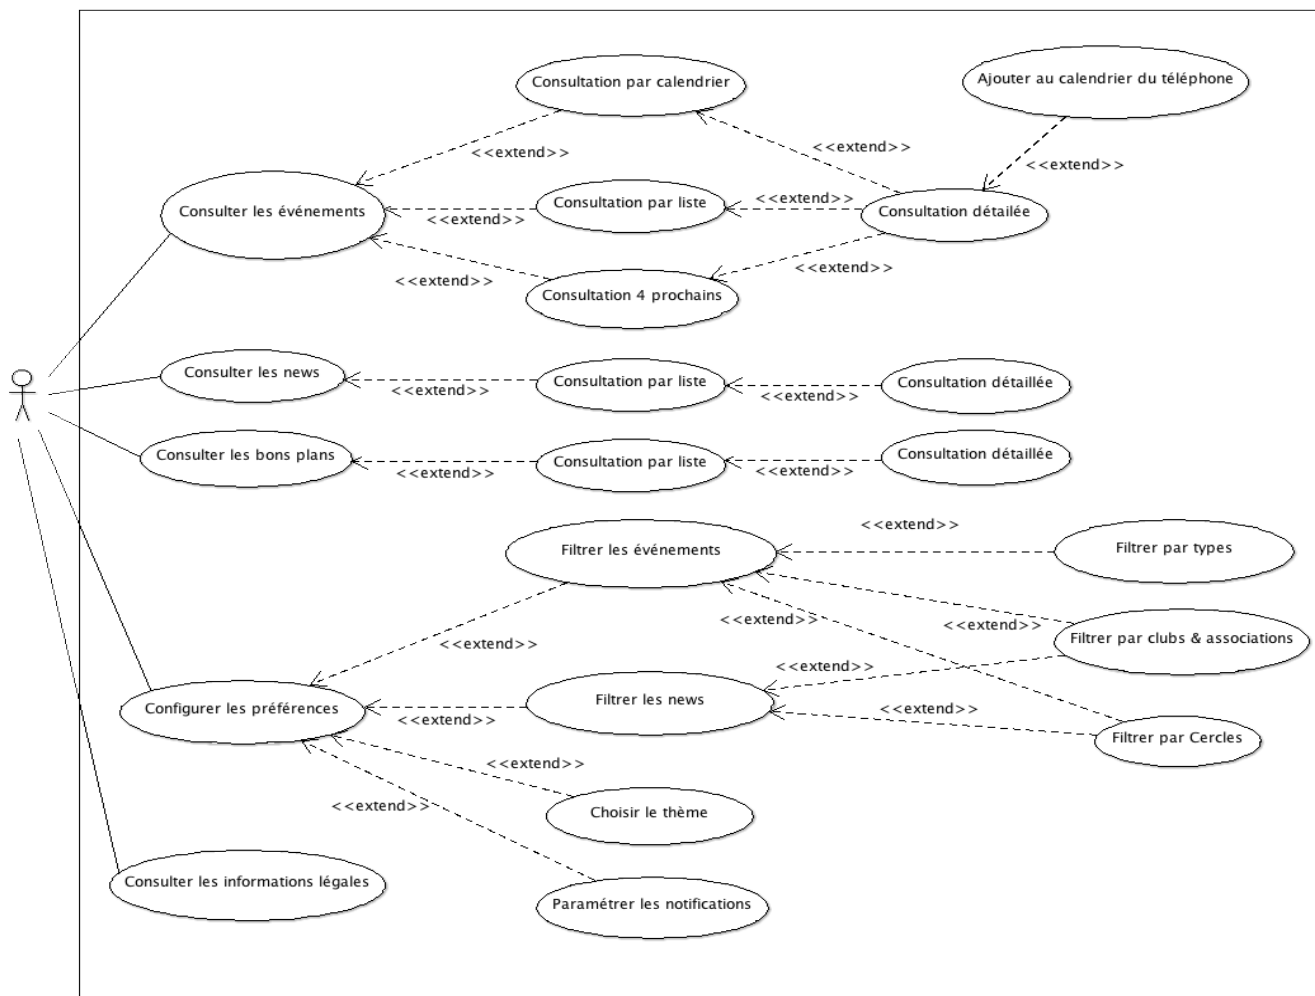 Consultation par calendrier
Ajouter au calendrier du téléphone
<<extend>>
<<extend>>
<<extend>>
Consulter les événements
Consultation par liste
<<extend>>
<<extend>>
Consultation détailée
<<extend>>
<<extend>>
Consultation 4 prochains
Consulter les news
<<extend>>
Consultation par liste
<<extend>>
Consultation détaillée
Consulter les bons plans
<<extend>>
Consultation par liste
<<extend>>
Consultation détaillée
Filtrer les événements
<<extend>>
Filtrer par types
<<extend>>
<<extend>>
<<extend>>
Filtrer par clubs & associations
<<extend>>
Configurer les préférences
<<extend>>
Filtrer les news
<<extend>>
Filtrer par Cercles
<<extend>>
<<extend>>
Choisir le thème
Consulter les informations légales
Paramétrer les notifications